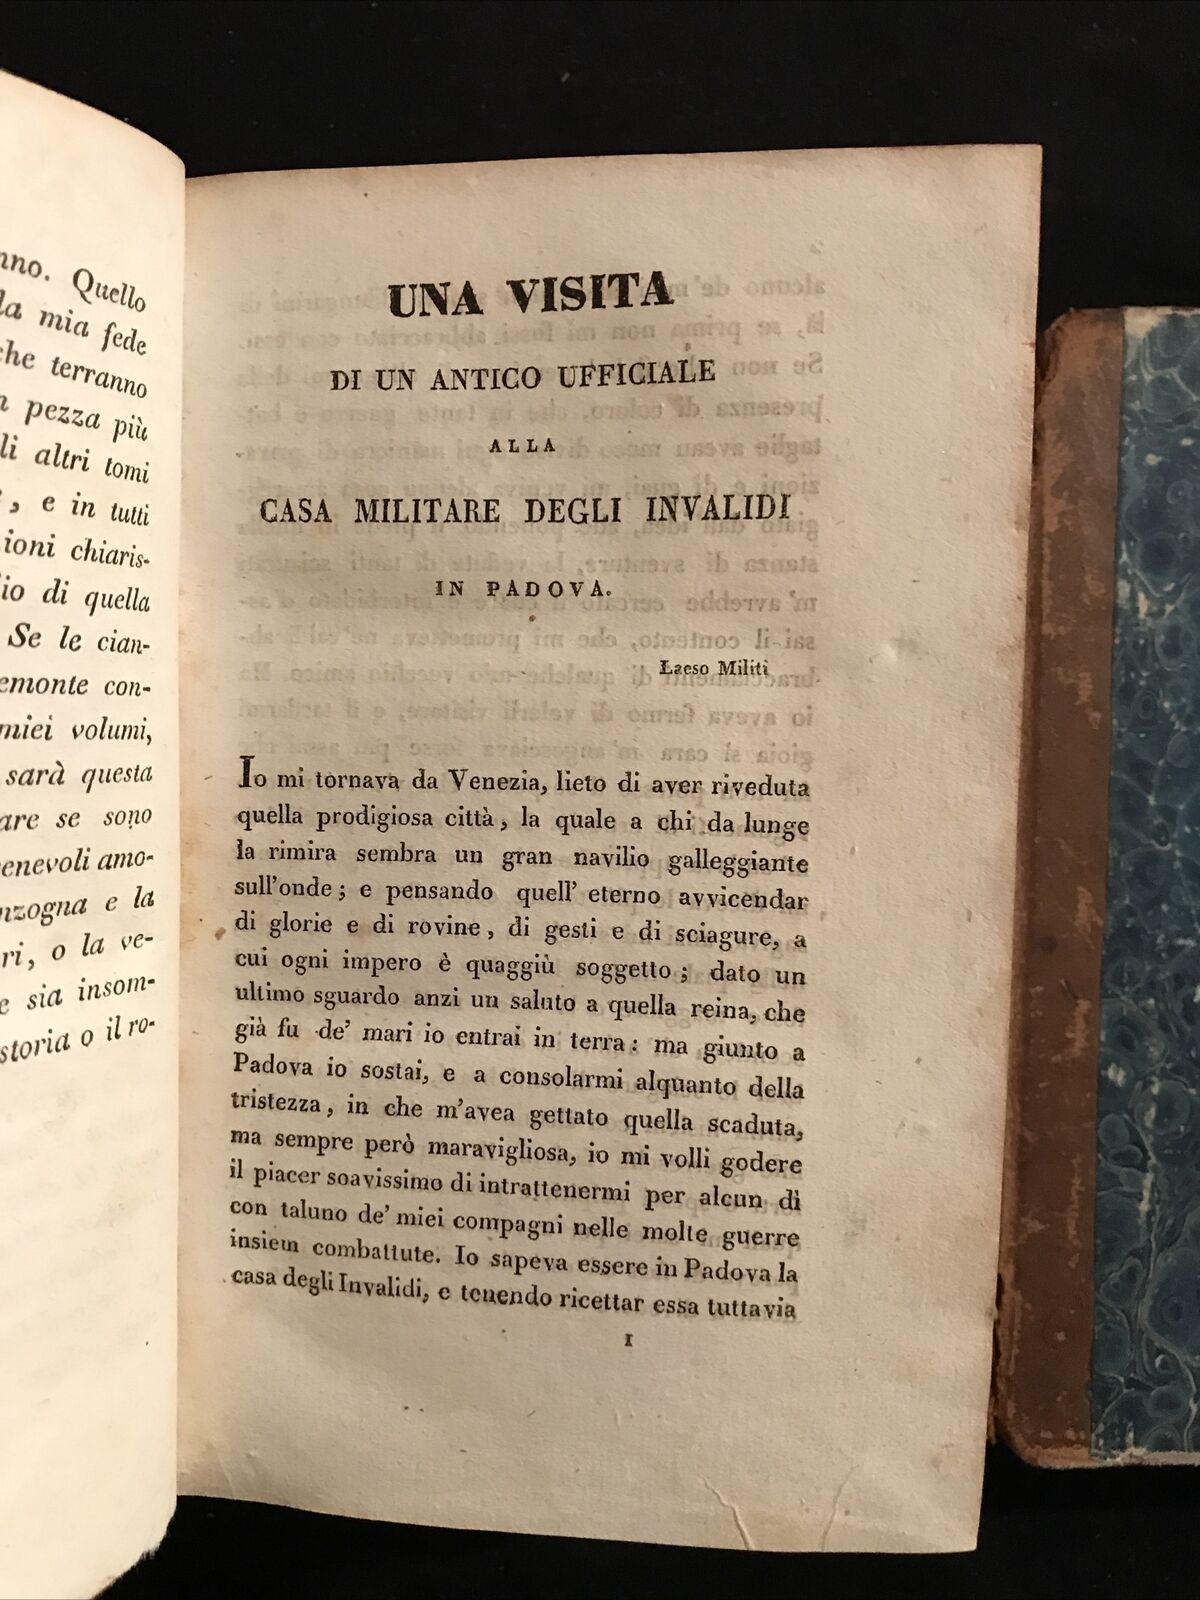 Quello
mia fede
che terranno
pezza più
altri tomi
, e in tutti
ioni chiaris-
di quella
Se le cian-
emonte con-
miei volumi,
sarà questa
are se sono
enevoli amo-
nzogna e la
ri, o la ve-
e sia insom-
storia o il ro-
UNA VISITA
DI UN ANTICO UFFICIALE
ALLA
CASA MILITARE DEGLI INVALIDI
IN PADOVA.
Laeso Militi
Io mi tornava da Venezia, lieto di aver riveduta
quella prodigiosa città, la quale a chi da lunge
la rimira sembra un gran navilio galleggiante
sull'onde; e pensando quell' eterno avvicendar
di glorie e di rovine, di gesti e di sciagure, a
cui ogni impero è quaggiù soggetto; dato un
ultimo sguardo anzi un saluto a quella reina, che
già fu de' mari io entrai in terra: ma giunto a
Padova io sostai, e a consolarmi alquanto della
tristezza, in che m'avea gettato quella scaduta,
ma sempre però maravigliosa, io mi volli godere
il piacer soavissimo di intrattenermi per alcun dì
con taluno de' miei compagni nelle molte guerre
insiem combattute. Io sapeva essere in Padova la
casa degli Invalidi, e tenendo ricettar essa tuttavia
1